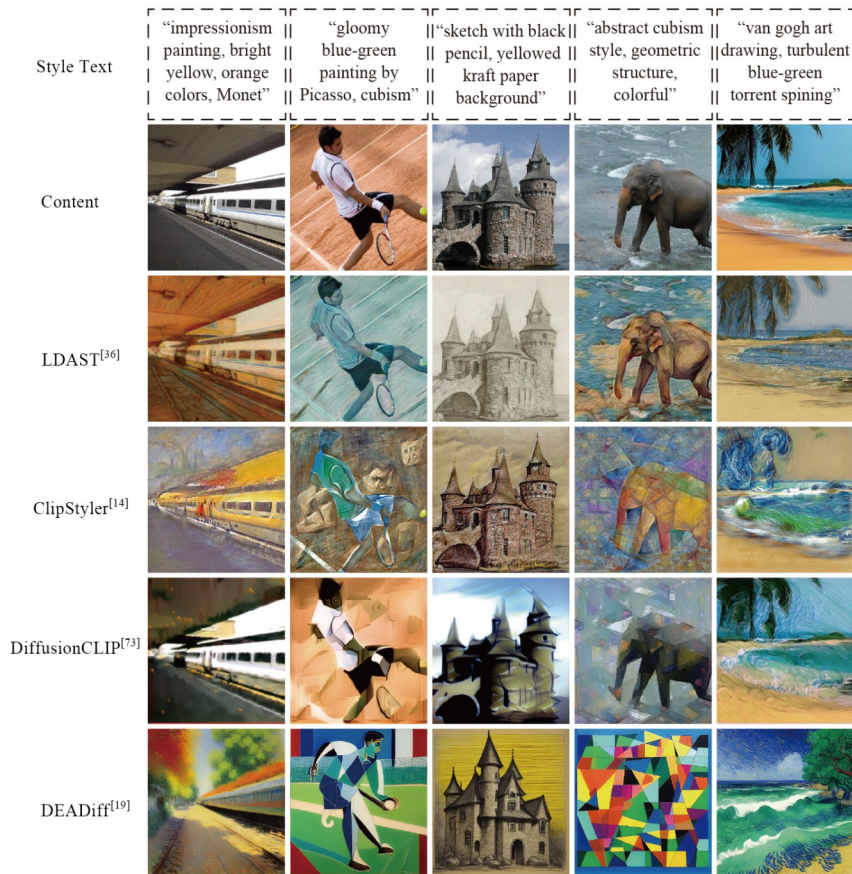 Style Text
“impressionism
painting, bright
yellow, orange
colors, Monet”
“gloomy
blue-green
painting by
Picasso, cubism”
“sketch with black
pencil, yellowed
kraft paper
background”
“abstract cubism
style, geometric
structure,
colorful”
“van gogh art
drawing, turbulent
blue-green
torrent spining”
Content
LDAST[36]
ClipStyler[14]
DiffusionCLIP[73]
DEADiff[19]